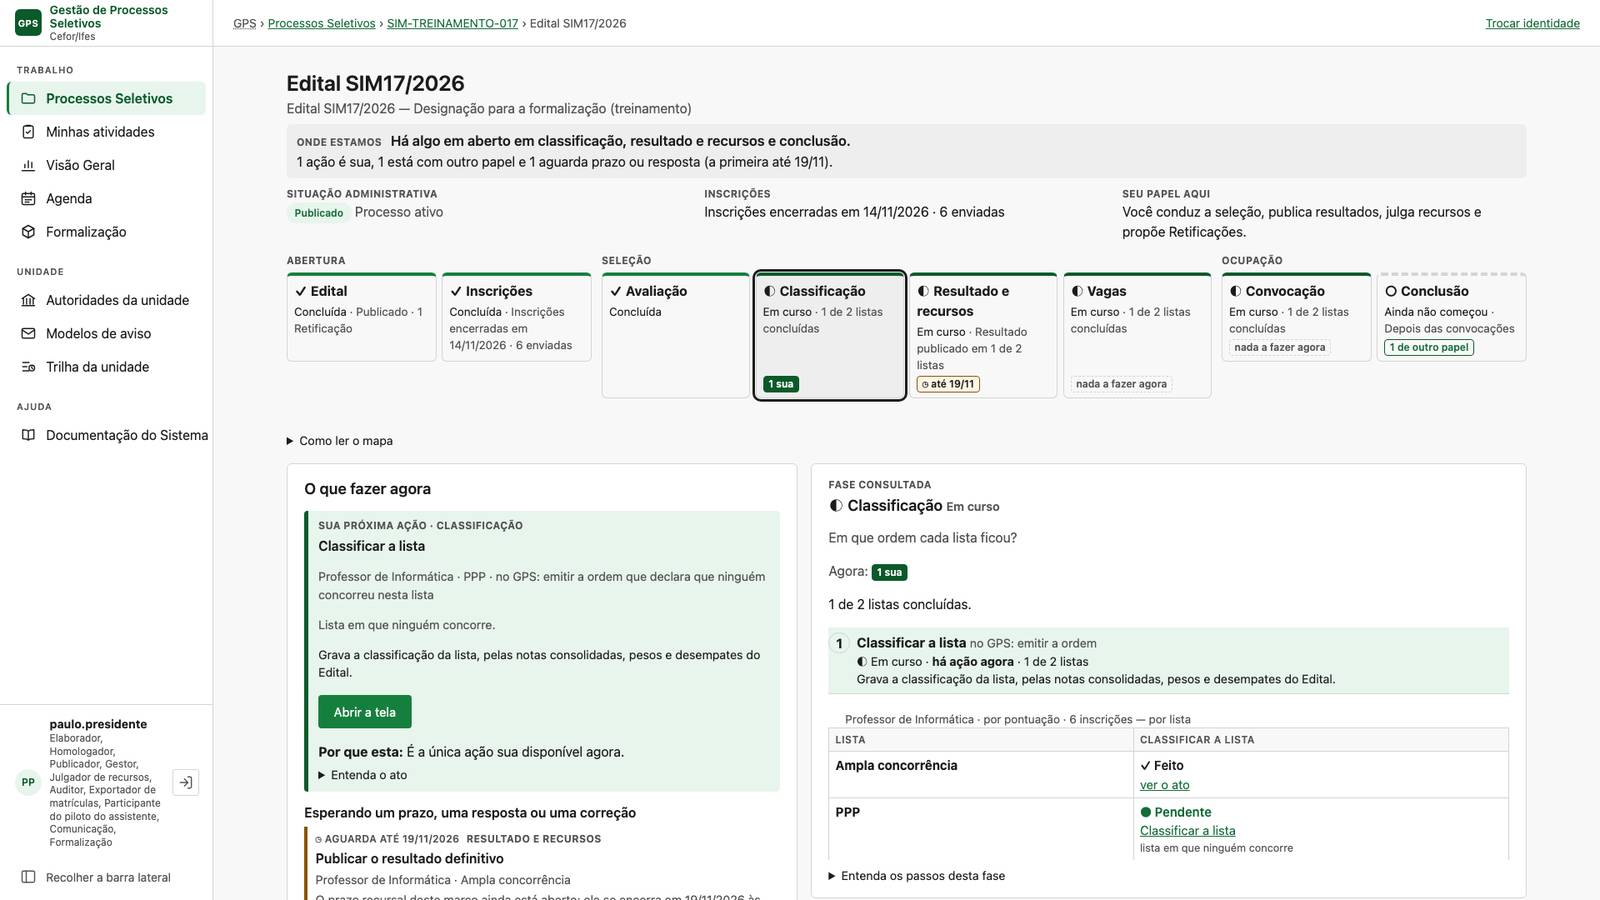 GPS
Gestão de Processos
Seletivos
Cefor/Ifes
GPS › Processos Seletivos › SIM-TREINAMENTO-017 › Edital SIM17/2026
Trocar identidade
TRABALHO
Processos Seletivos
Minhas atividades
Visão Geral
Agenda
Formalização
UNIDADE
Autoridades da unidade
Modelos de aviso
Trilha da unidade
AJUDA
Documentação do Sistema
PP
paulo.presidente
Elaborador,
Homologador,
Publicador, Gestor,
Julgador de recursos,
Auditor, Exportador de
matrículas, Participante
do piloto do assistente,
Comunicação,
Formalização
Recolher a barra lateral
Edital SIM17/2026
Edital SIM17/2026 — Designação para a formalização (treinamento)
ONDE ESTAMOS Há algo em aberto em classificação, resultado e recursos e conclusão.
1 ação é sua, 1 está com outro papel e 1 aguarda prazo ou resposta (a primeira até 19/11).
SITUAÇÃO ADMINISTRATIVA
Publicado Processo ativo
INSCRIÇÕES
Inscrições encerradas em 14/11/2026 · 6 enviadas
SEU PAPEL AQUI
Você conduz a seleção, publica resultados, julga recursos e
propõe Retificações.
ABERTURA
✓ Edital
Concluída · Publicado · 1
Retificação
✓ Inscrições
Concluída · Inscrições
encerradas em
14/11/2026 · 6 enviadas
SELEÇÃO
✓ Avaliação
Concluída
Classificação
Em curso · 1 de 2 listas
concluídas
1 sua
Resultado e
recursos
Em curso · Resultado
publicado em 1 de 2
listas
até 19/11
Vagas
Em curso · 1 de 2 listas
concluídas
nada a fazer agora
OCUPAÇÃO
Convocação
Em curso · 1 de 2 listas
concluídas
nada a fazer agora
Conclusão
Ainda não começou ·
Depois das convocações
1 de outro papel
Como ler o mapa
O que fazer agora
SUA PRÓXIMA AÇÃO · CLASSIFICAÇÃO
Classificar a lista
Professor de Informática · PPP · no GPS: emitir a ordem que declara que ninguém
concorreu nesta lista
Lista em que ninguém concorre.
Grava a classificação da lista, pelas notas consolidadas, pesos e desempates do
Edital.
Abrir a tela
Por que esta: É a única ação sua disponível agora.
Entenda o ato
Esperando um prazo, uma resposta ou uma correção
AGUARDA ATÉ 19/11/2026 RESULTADO E RECURSOS
Publicar o resultado definitivo
Professor de Informática · Ampla concorrência
O prazo recursal deste marco ainda está aberto: ele se encerra em 19/11/2026 às
FASE CONSULTADA
Classificação Em curso
Em que ordem cada lista ficou?
Agora: 1 sua
1 de 2 listas concluídas.
1 Classificar a lista no GPS: emitir a ordem
Em curso · há ação agora · 1 de 2 listas
Grava a classificação da lista, pelas notas consolidadas, pesos e desempates do Edital.
Professor de Informática · por pontuação · 6 inscrições — por lista
LISTA CLASSIFICAR A LISTA
Ampla concorrência ✓ Feito
ver o ato
PPP Pendente
Classificar a lista
lista em que ninguém concorre
Entenda os passos desta fase